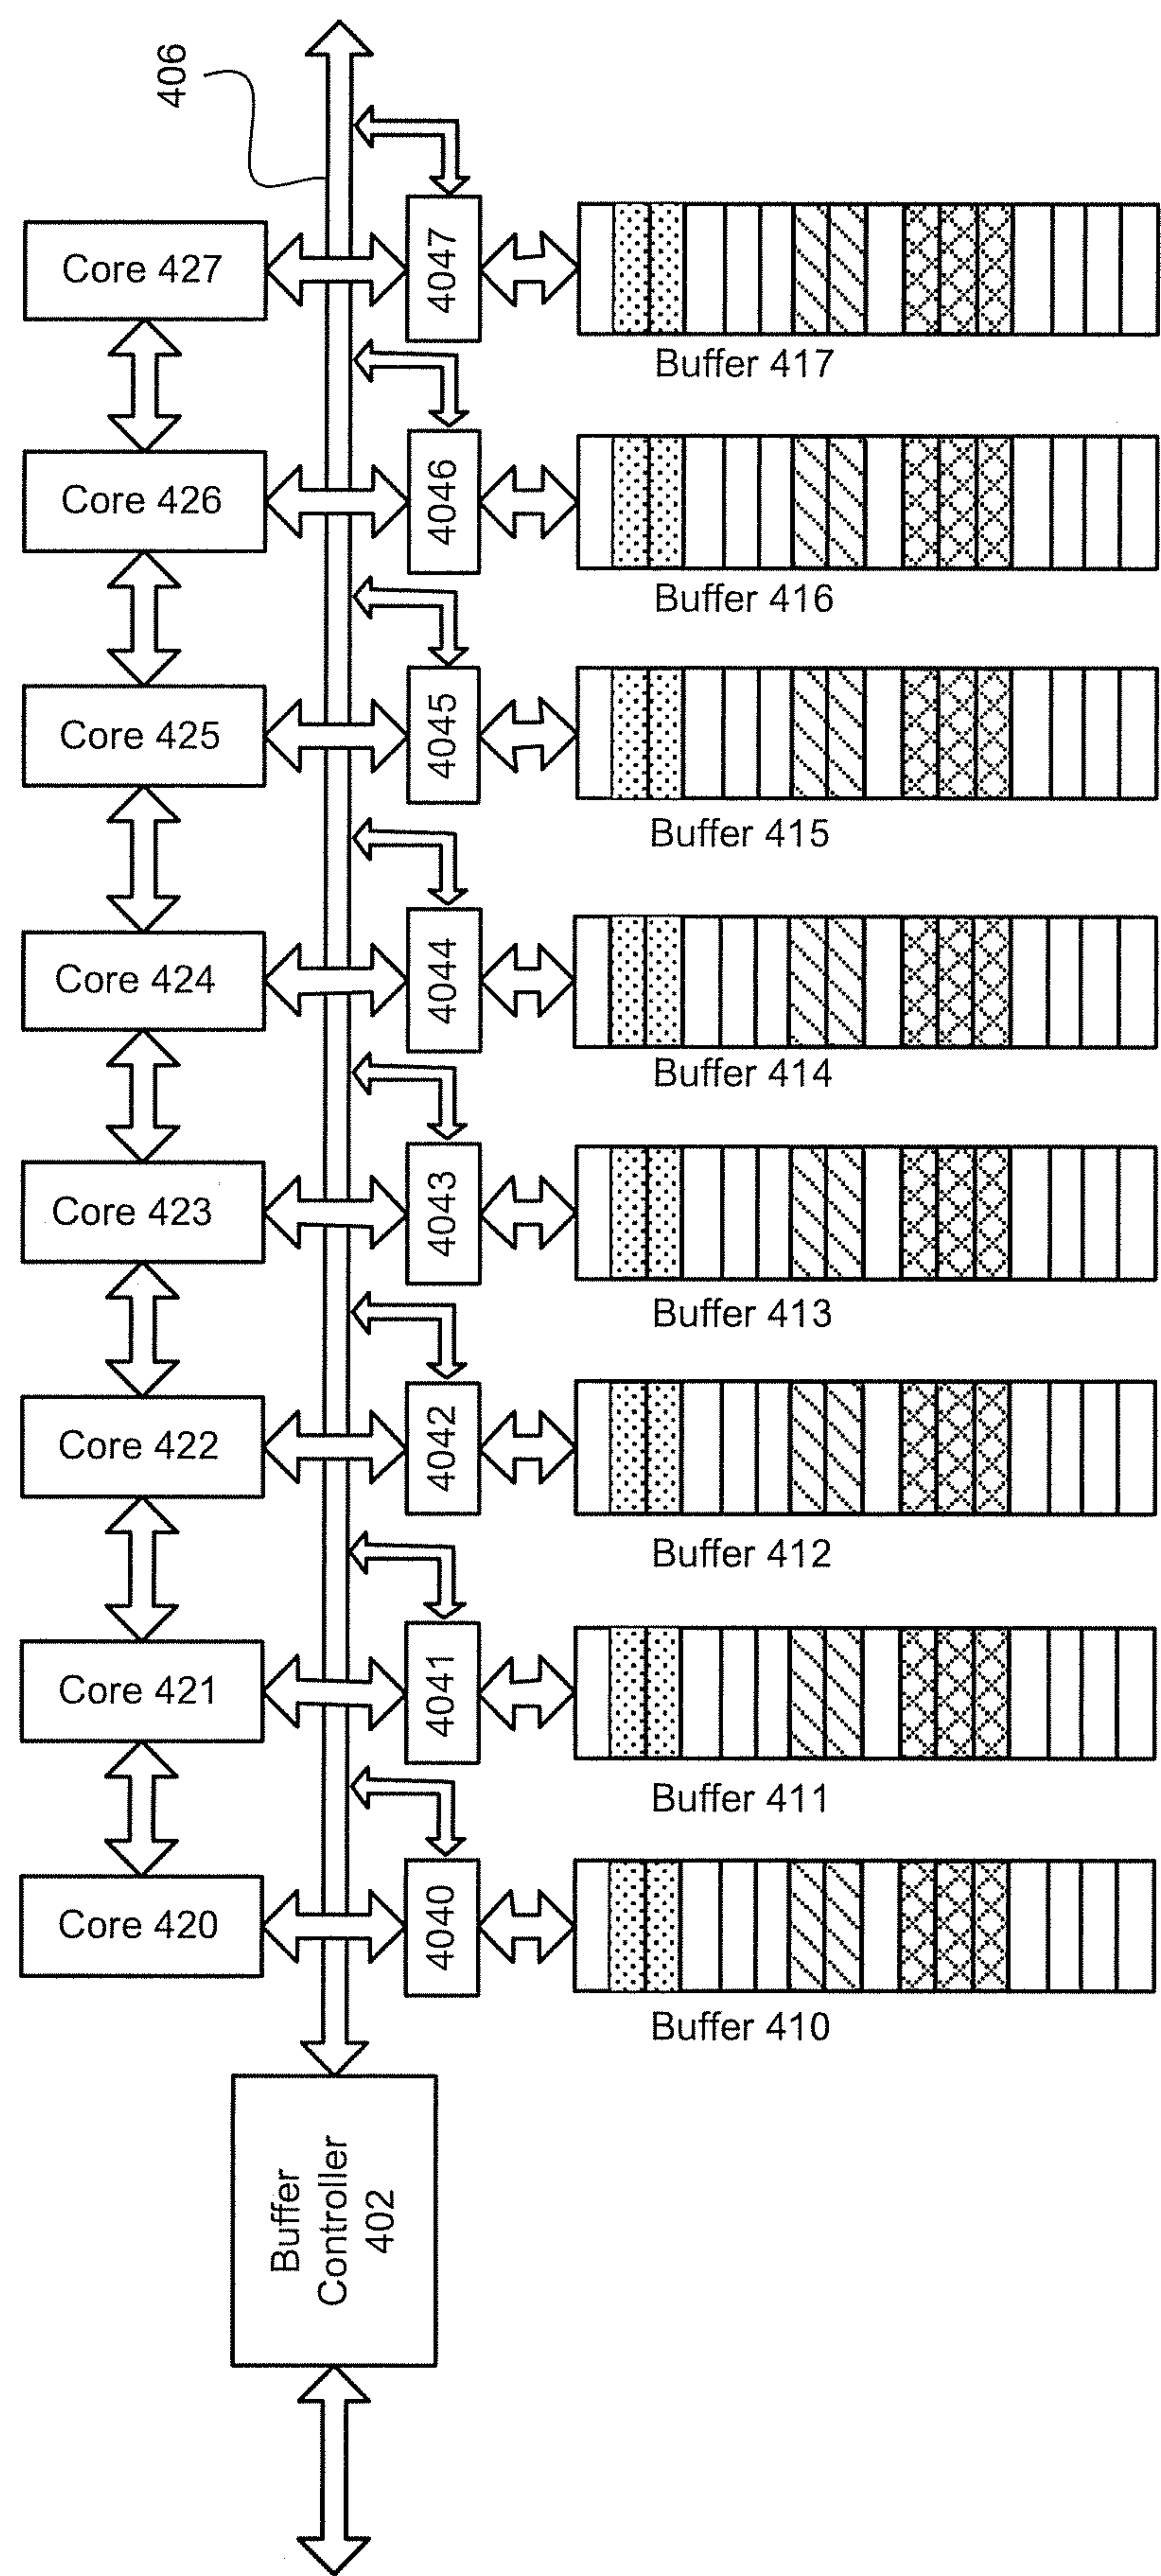 406
Core 427
4047
Buffer 417
Core 426
4046
Buffer 416
Core 425
4045
Buffer 415
Core 424
4044
Buffer 414
Core 423
4043
Buffer 413
Core 422
4042
Buffer 412
Core 421
4041
Buffer 411
Core 420
4040
Buffer 410
Buffer
Controller
402